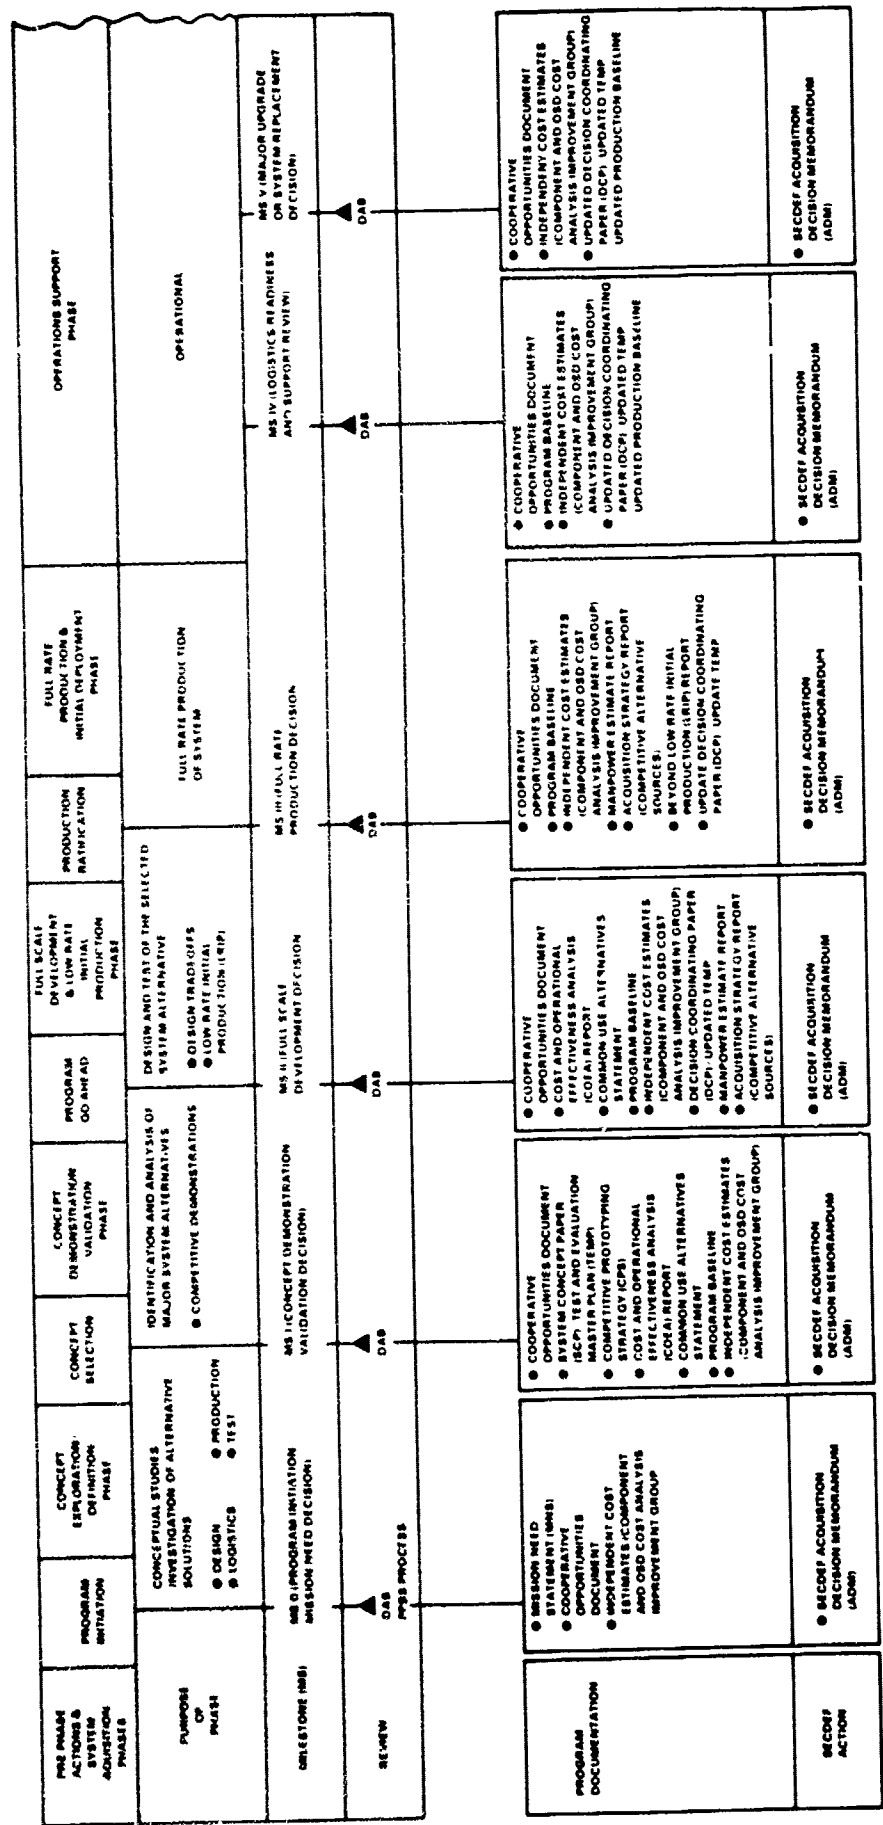 PRE PHASE
ACTIONS &
SYSTEM
AQUISITION
PHASES
PROGRAM
INITIATION
CONCEPT
EXPLORATION/
DEFINITION
PHASE
CONCEPT
SELECTION
CONCEPT
DEMONSTRATION
VALIDATION
PHASE
PROGRAM
GO AHEAD
FULL SCALE
DEVELOPMENT
& LOW RATE
INITIAL
PRODUCTION
PHASE
PRODUCTION
RATIFICATION
FULL RATE
PRODUCTION &
INITIAL DEPLOYMENT
PHASE
OPERATIONS SUPPORT
PHASE
PURPOSE
OF
PHASE
CONCEPTUAL STUDIES
INVESTIGATION OF ALTERNATIVE
SOLUTIONS
● DESIGN ● PRODUCTION
● LOGISTICS ● TEST
IDENTIFICATION AND ANALYSIS OF
MAJOR SYSTEM ALTERNATIVES
● COMPETITIVE DEMONSTRATIONS
DESIGN AND TEST OF THE SELECTED
SYSTEM ALTERNATIVE
● DESIGN TRADEOFFS
● LOW RATE INITIAL
PRODUCTION (LRIP)
FULL RATE PRODUCTION
OF SYSTEM
OPERATIONAL
MILESTONE (MS)
MS 0 (PROGRAM INITIATION
MISSION NEED DECISION)
MS I (CONCEPT DEMONSTRATION
VALIDATION DECISION)
MS II (FULL SCALE
DEVELOPMENT DECISION
MS III (FULL RATE
PRODUCTION DECISION
MS IV (LOGISTICS READINESS
AND SUPPORT REVIEW)
MS V (MAJOR UPGRADE
OR SYSTEM REPLACEMENT
DECISION)
REVIEW
DAB
PPBS PROCESS
DAB
DAB
DAB
DAB
DAB
PROGRAM
DOCUMENTATION
● MISSION NEED
STATEMENT (MNS)
● COOPERATIVE
OPPORTUNITIES
DOCUMENT
● INDEPENDENT COST
ESTIMATES (COMPONENT
AND OSD COST ANALYSIS
IMPROVEMENT GROUP
● COOPERATIVE
OPPORTUNITIES DOCUMENT
● SYSTEM CONCEPT PAPER
(SCP) TEST AND EVALUATION
MASTER PLAN (TEMP)
● COMPETITIVE PROTOTYPING
STRATEGY (CPS)
● COST AND OPERATIONAL
EFFECTIVENESS ANALYSIS
(COEA) REPORT
● COMMON USE ALTERNATIVES
STATEMENT
● PROGRAM BASELINE
● INDEPENDENT COST ESTIMATES
(COMPONENT AND OSD COST
ANALYSIS IMPROVEMENT GROUP)
● COOPERATIVE
OPPORTUNITIES DOCUMENT
● COST AND OPERATIONAL
EFFECTIVENESS ANALYSIS
(COEA) REPORT
● COMMON USE ALTERNATIVES
STATEMENT
● PROGRAM BASELINE
● INDEPENDENT COST ESTIMATES
(COMPONENT AND OSD COST
ANALYSIS IMPROVEMENT GROUP)
● DECISION COORDINATING PAPER
(DCP) UPDATED TEMP
● MANPOWER ESTIMATE REPORT
● ACQUISITION STRATEGY REPORT
(COMPETITIVE ALTERNATIVE
SOURCES)
● COOPERATIVE
OPPORTUNITIES DOCUMENT
● PROGRAM BASELINE
● INDEPENDENT COST ESTIMATES
(COMPONENT AND OSD COST
ANALYSIS IMPROVEMENT GROUP)
● MANPOWER ESTIMATE REPORT
● ACQUISITION STRATEGY REPORT
(COMPETITIVE ALTERNATIVE
SOURCES)
● BEYOND LOW RATE INITIAL
PRODUCTION (LRIP) REPORT
● UPDATE DECISION COORDINATING
PAPER (DCP) UPDATE TEMP
● COOPERATIVE
OPPORTUNITIES DOCUMENT
● PROGRAM BASELINE
● INDEPENDENT COST ESTIMATES
(COMPONENT AND OSD COST
ANALYSIS IMPROVEMENT GROUP)
● UPDATED DECISION COORDINATING
PAPER (DCP) UPDATED TEMP
UPDATED PRODUCTION BASELINE
● COOPERATIVE
OPPORTUNITIES DOCUMENT
● INDEPENDENT COST ESTIMATES
(COMPONENT AND OSD COST
ANALYSIS IMPROVEMENT GROUP)
● UPDATED DECISION COORDINATING
PAPER (DCP) UPDATED TEMP
UPDATED PRODUCTION BASELINE
SECDEF
ACTION
● SECDEF ACQUISITION
DECISION MEMORANDUM
(ADM)
● SECDEF ACQUISITION
DECISION MEMORANDUM
(ADM)
● SECDEF ACQUISITION
DECISION MEMORANDUM
(ADM)
● SECDEF ACQUISITION
DECISION MEMORANDUM
(ADM)
● SECDEF ACQUISITION
DECISION MEMORANDUM
(ADM)
● SECDEF ACQUISITION
DECISION MEMORANDUM
(ADM)